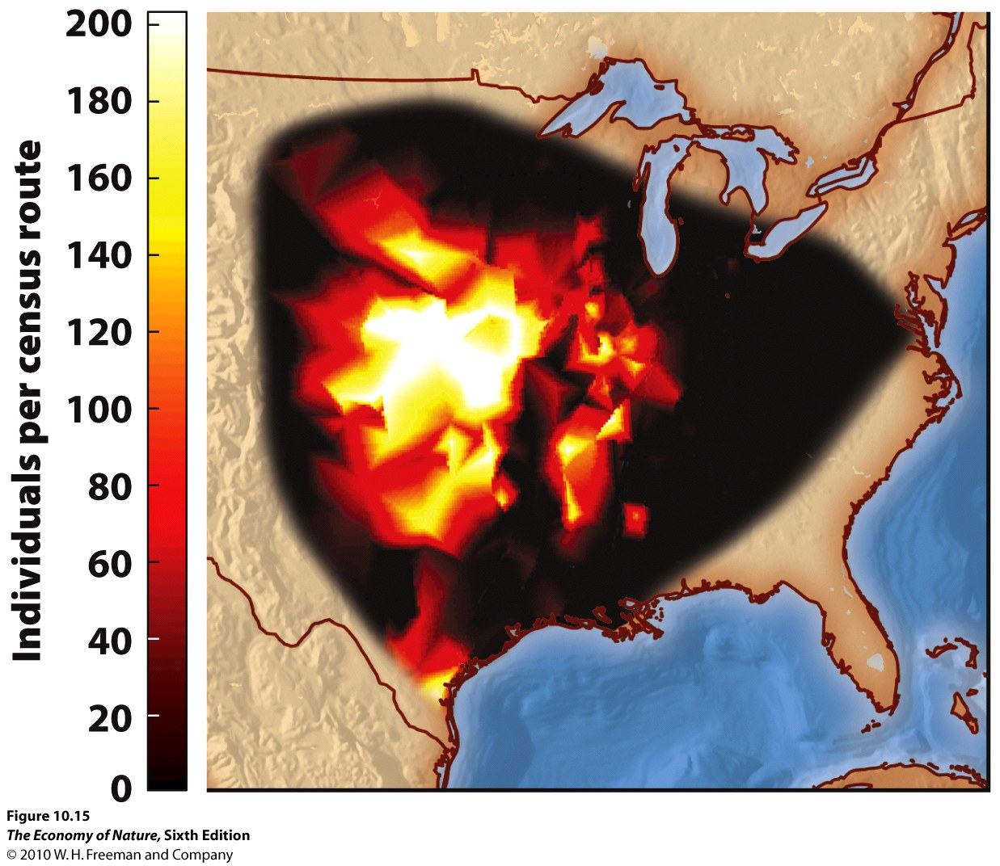 Individuals per census route
200
180
160
140
120
100
80
60
40
20
0
Figure 10.15
The Economy of Nature, Sixth Edition
© 2010 W. H. Freeman and Company